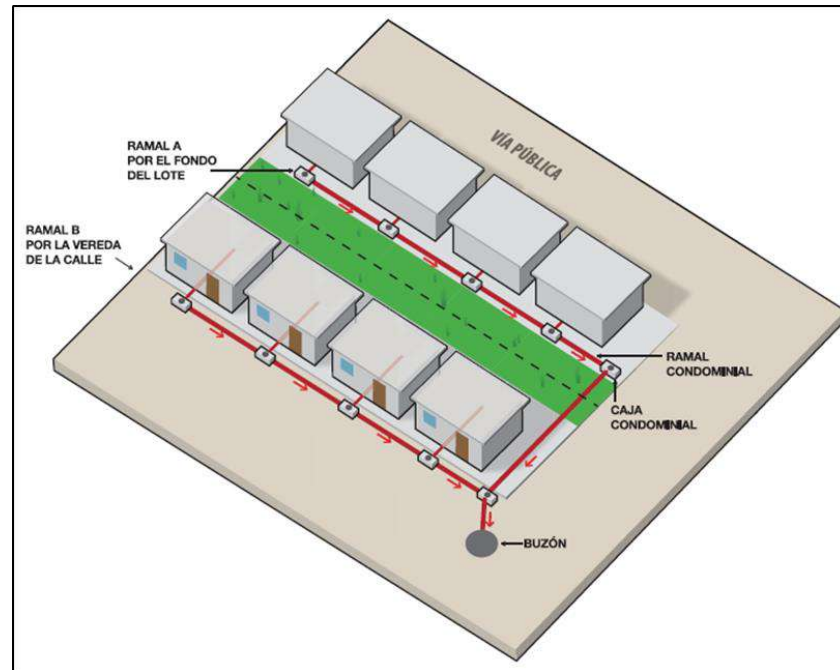 VÍA PÚBLICA
RAMAL A
POR EL FONDO
DEL LOTE
RAMAL B
POR LA VEREDA
DE LA CALLE
RAMAL
CONDOMINIAL
CAJA
CONDOMINIAL
BUZÓN